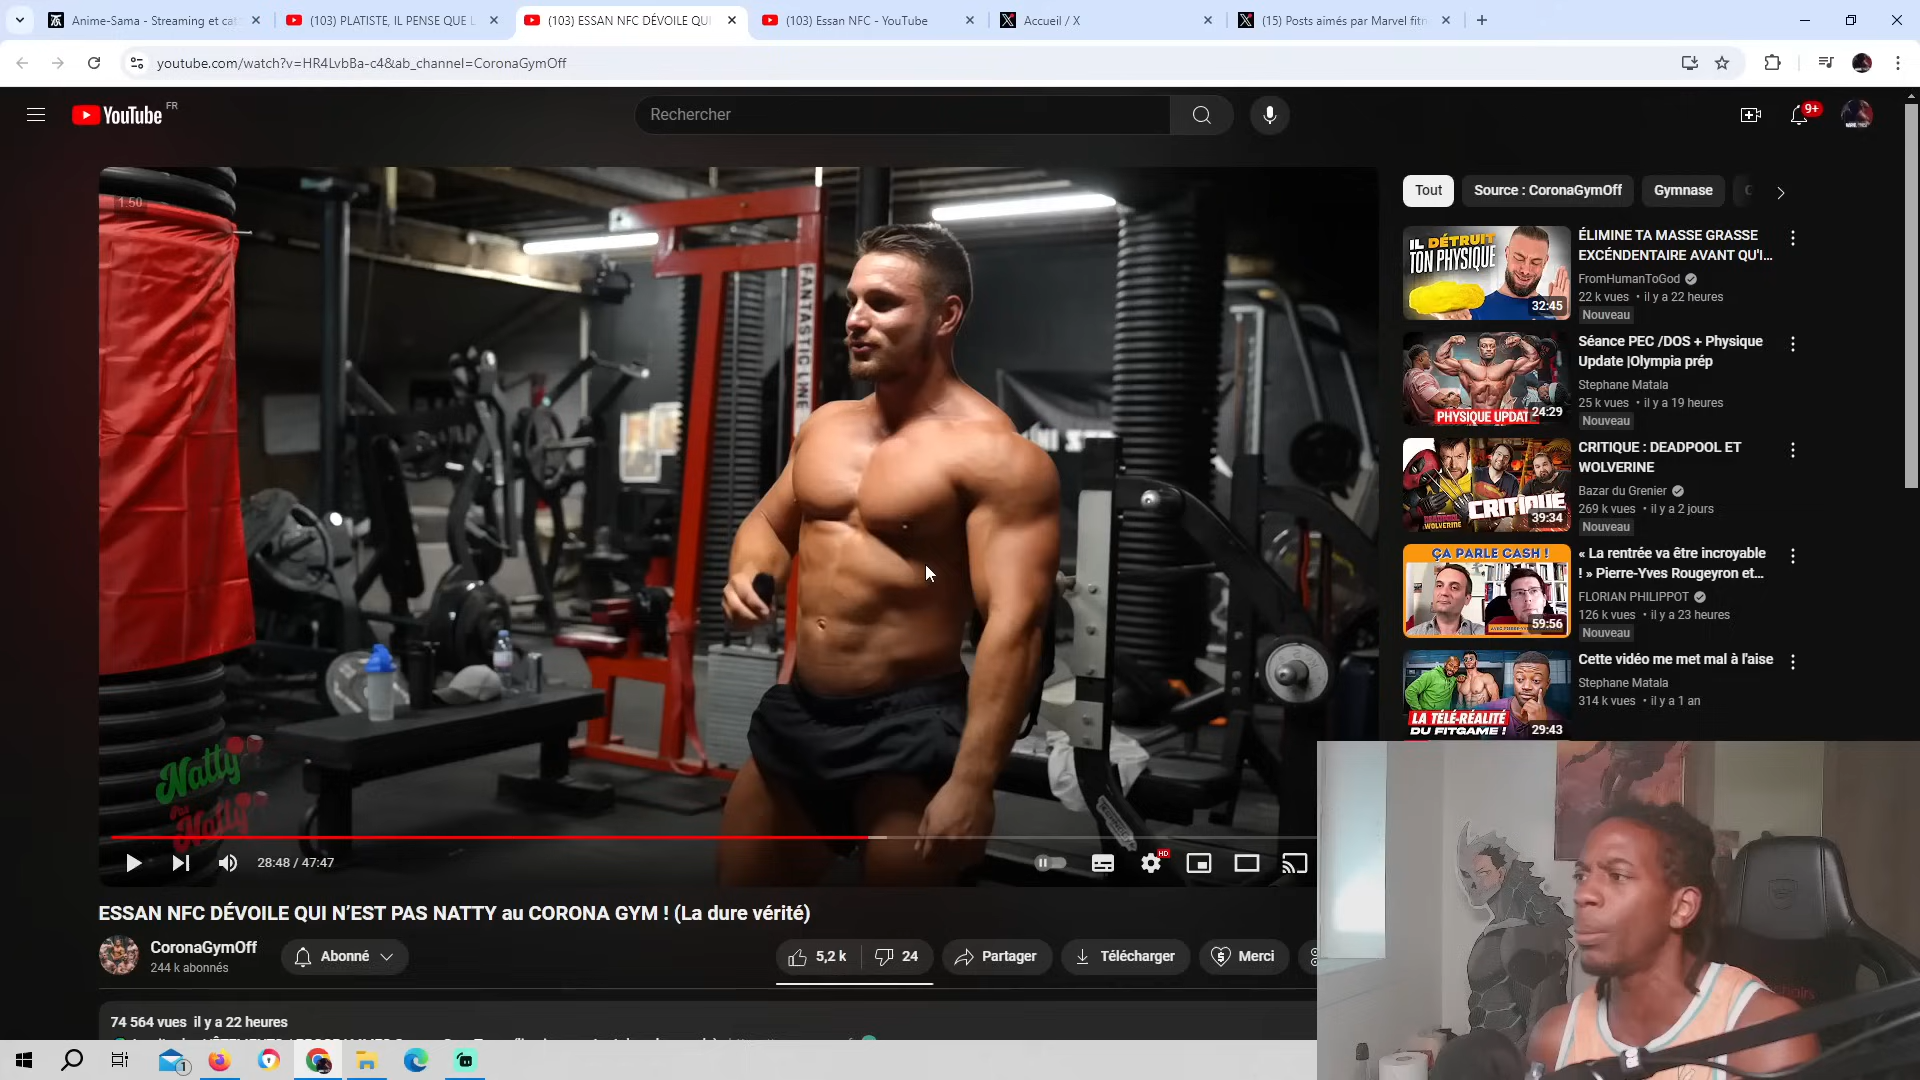 Anime-Sama - Streaming et cat
(103) PLATISTE, IL PENSE QUE L
(103) ESSAN NFC DÉVOILE QUI
(103) Essan NFC - YouTube
Accueil / X
(15) Posts aimés par Marvel fitn
youtube.com/watch?v=HR4LvbBa-c4&ab_channel=CoronaGymOff
YouTube FR
Rechercher
9+
1:50
FANTASTIC LINE
Natty
Not Natty
28:48 / 47:47
HD
ESSAN NFC DÉVOILE QUI N'EST PAS NATTY au CORONA GYM ! (La dure vérité)
CoronaGymOff
244 k abonnés
Abonné
5,2 k
24
Partager
Télécharger
Merci
74 564 vues il y a 22 heures
Tout
Source : CoronaGymOff
Gymnase
IL DÉTRUIT
TON PHYSIQUE
32:45
ÉLIMINE TA MASSE GRASSE
EXCÉNDENTAIRE AVANT QU'I...
FromHumanToGod
22 k vues • il y a 22 heures
Nouveau
PHYSIQUE UPDAT
24:29
Séance PEC /DOS + Physique
Update |Olympia prép
Stephane Matala
25 k vues • il y a 19 heures
Nouveau
CRITIQUE
39:34
CRITIQUE : DEADPOOL ET
WOLVERINE
Bazar du Grenier
269 k vues • il y a 2 jours
Nouveau
ÇA PARLE CASH !
59:56
« La rentrée va être incroyable
! » Pierre-Yves Rougeyron et...
FLORIAN PHILIPPOT
126 k vues • il y a 23 heures
Nouveau
LA TÉLÉ-RÉALITÉ
DU FITGAME !
29:43
Cette vidéo me met mal à l'aise
Stephane Matala
314 k vues • il y a 1 an
1